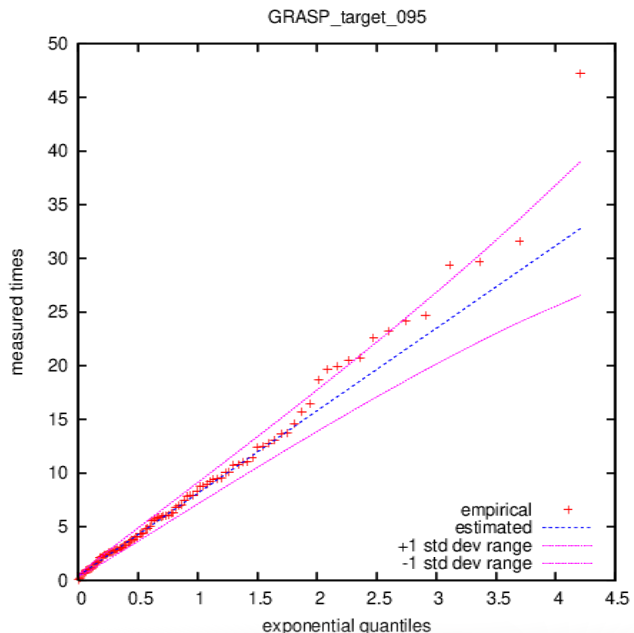 GRASP_target_095
50
45
40
35
30
25
20
15
10
5
0
measured times
empirical
estimated
+1 std dev range
-1 std dev range
0 0.5 1 1.5 2 2.5 3 3.5 4 4.5
exponential quantiles